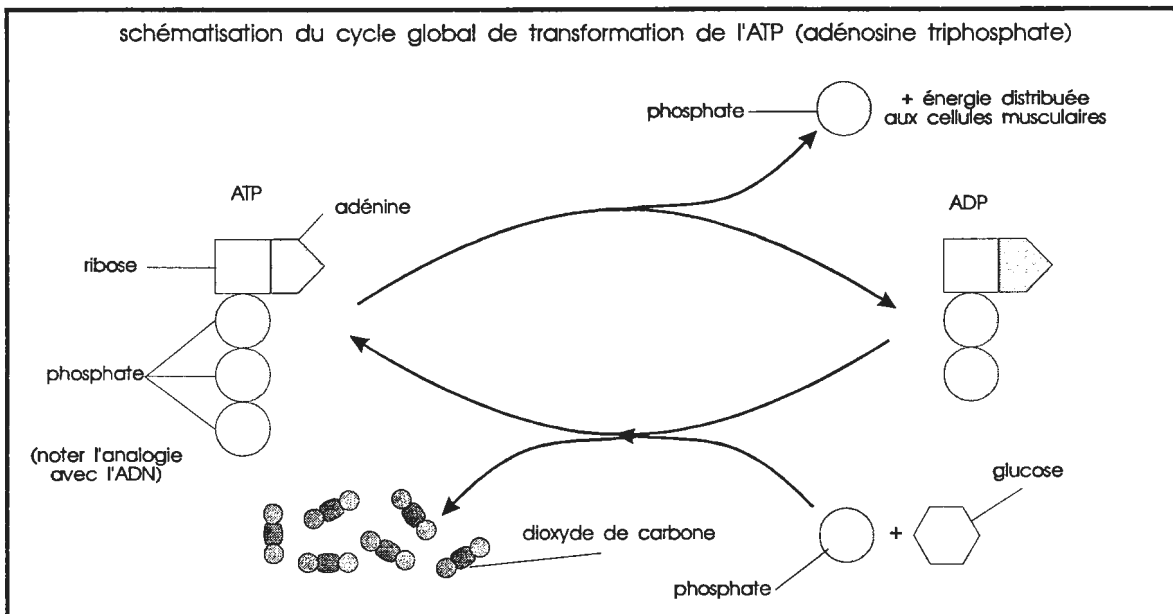 schématisation du cycle global de transformation de l'ATP (adénosine triphosphate)
phosphate
+ énergie distribuée
aux cellules musculaires
ATP
adénine
ADP
ribose
phosphate
(noter l'analogie
avec l'ADN)
glucose
dioxyde de carbone
+
phosphate